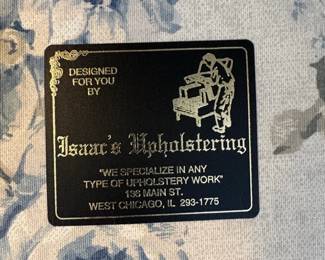 DESIGNED
FOR YOU
BY
Isaac's Upholstering
"WE SPECIALIZE IN ANY
TYPE OF UPHOLSTERY WORK"
136 MAIN ST.
WEST CHICAGO, IL 293-1775